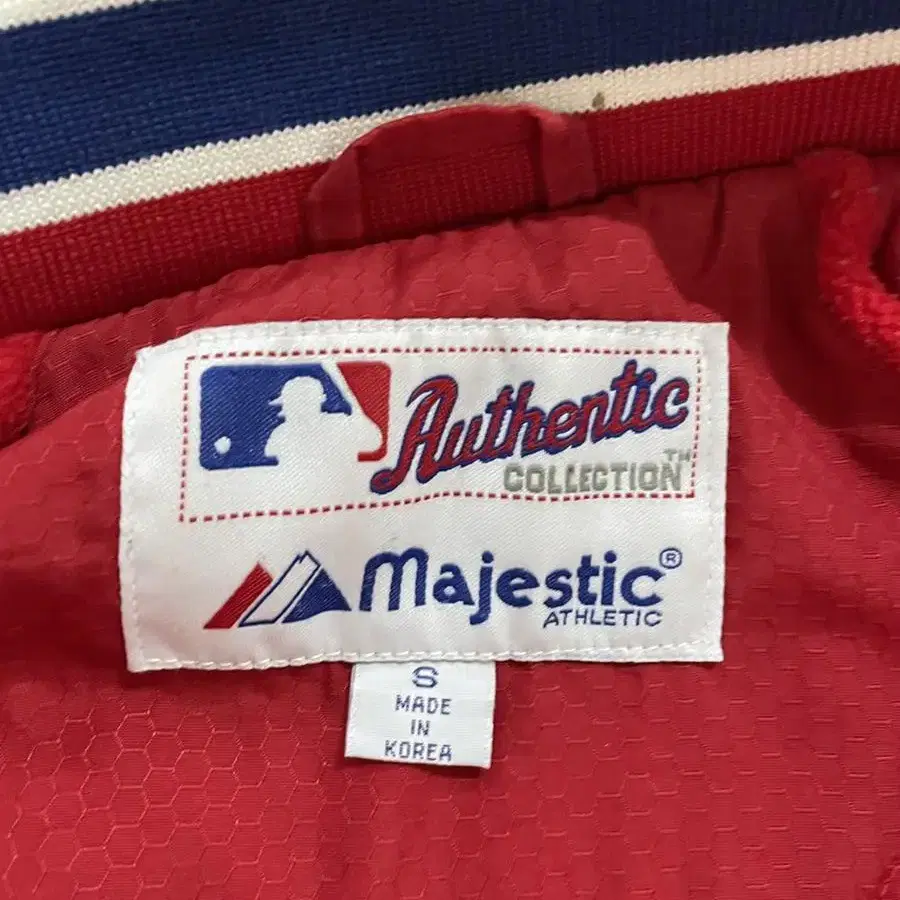 Authentic
COLLECTION™
Majestic®
ATHLETIC
S
MADE
IN
KOREA